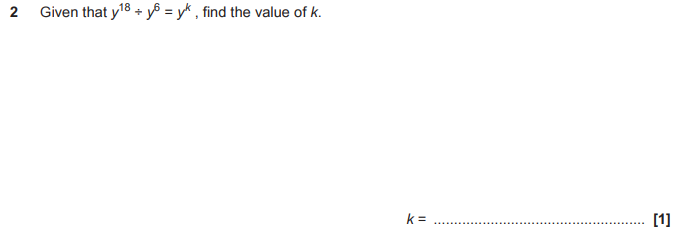 2 Given that y¹⁸ ÷ y⁶ = yᵏ , find the value of k.
k = ...................................................... [1]